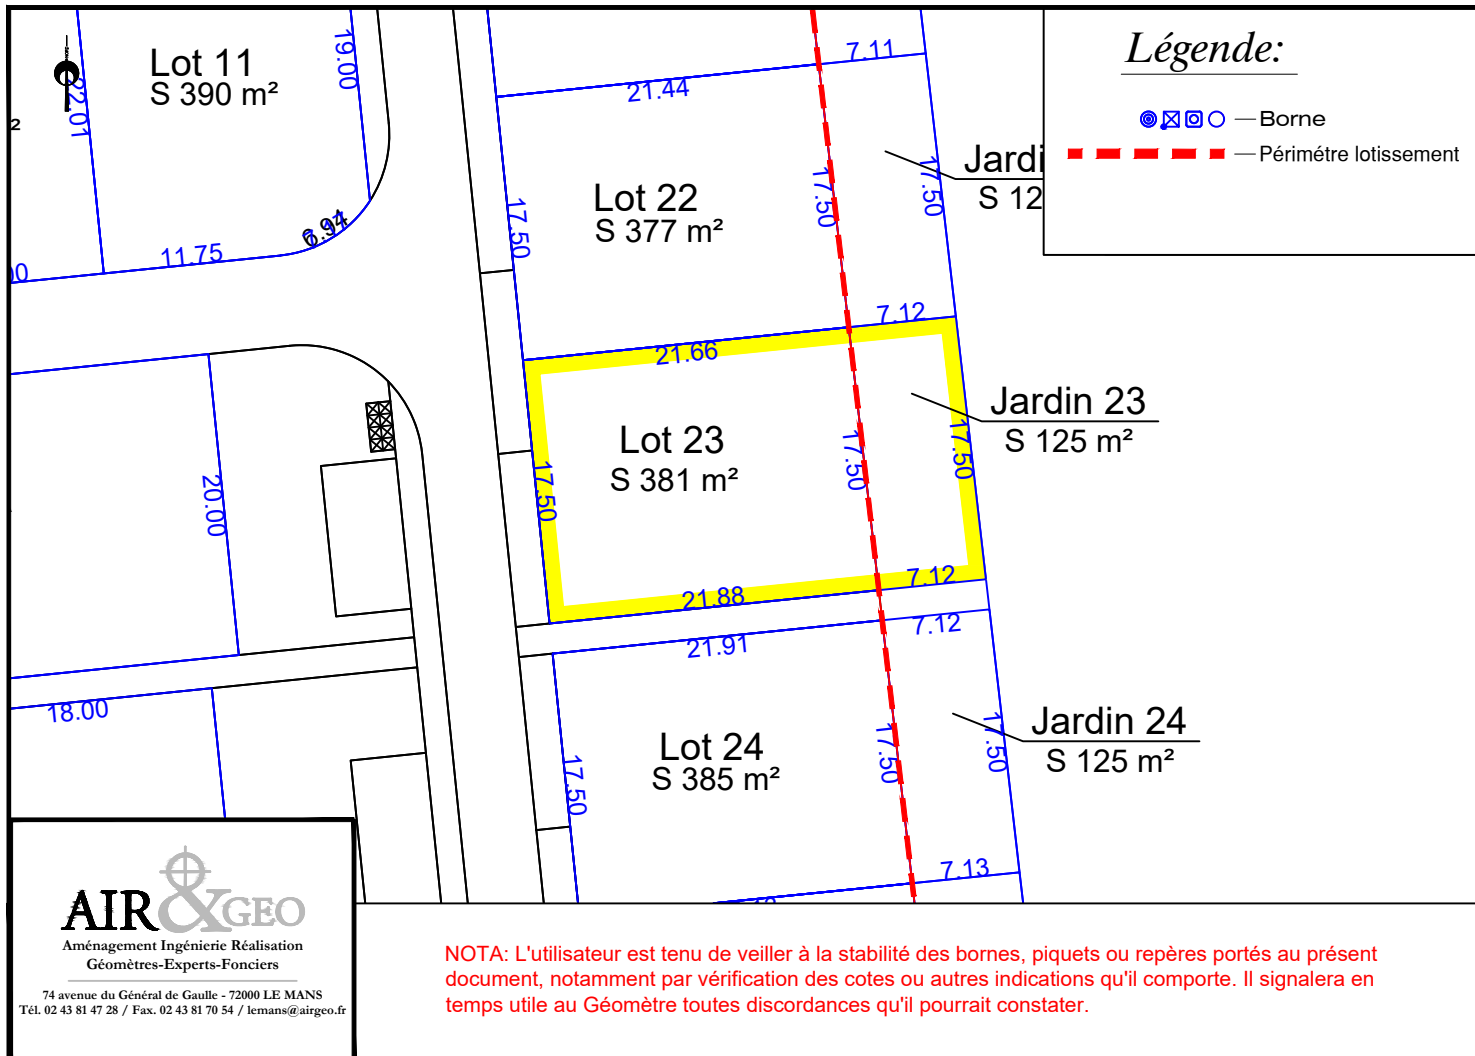 Lot 11
S 390 m²
22.01
19.00
11.75
6.94
20.00
18.00
21.44
7.11
Lot 22
S 377 m²
17.50
17.50
17.50
Jardi
S 12
21.66
7.12
Lot 23
S 381 m²
17.50
17.50
17.50
Jardin 23
S 125 m²
21.88
7.12
21.91
7.12
Lot 24
S 385 m²
17.50
17.50
17.50
Jardin 24
S 125 m²
7.13
Légende:
Borne
Périmétre lotissement
AIR & GEO
Aménagement Ingénierie Réalisation
Géomètres-Experts-Fonciers
74 avenue du Général de Gaulle - 72000 LE MANS
Tél. 02 43 81 47 28 / Fax. 02 43 81 70 54 / lemans@airgeo.fr
NOTA: L'utilisateur est tenu de veiller à la stabilité des bornes, piquets ou repères portés au présent
document, notamment par vérification des cotes ou autres indications qu'il comporte. Il signalera en
temps utile au Géomètre toutes discordances qu'il pourrait constater.